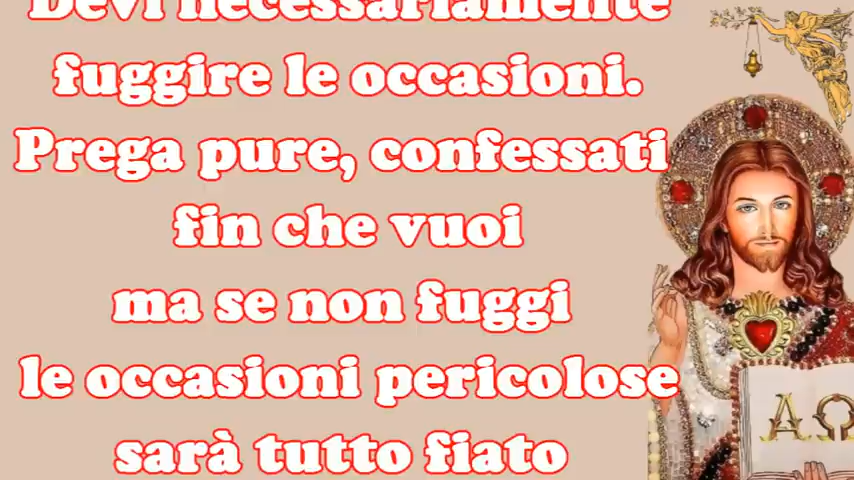 Devi necessariamente
fuggire le occasioni.
Prega pure, confessati
fin che vuoi
ma se non fuggi
le occasioni pericolose
sarà tutto fiato
ΑΩ